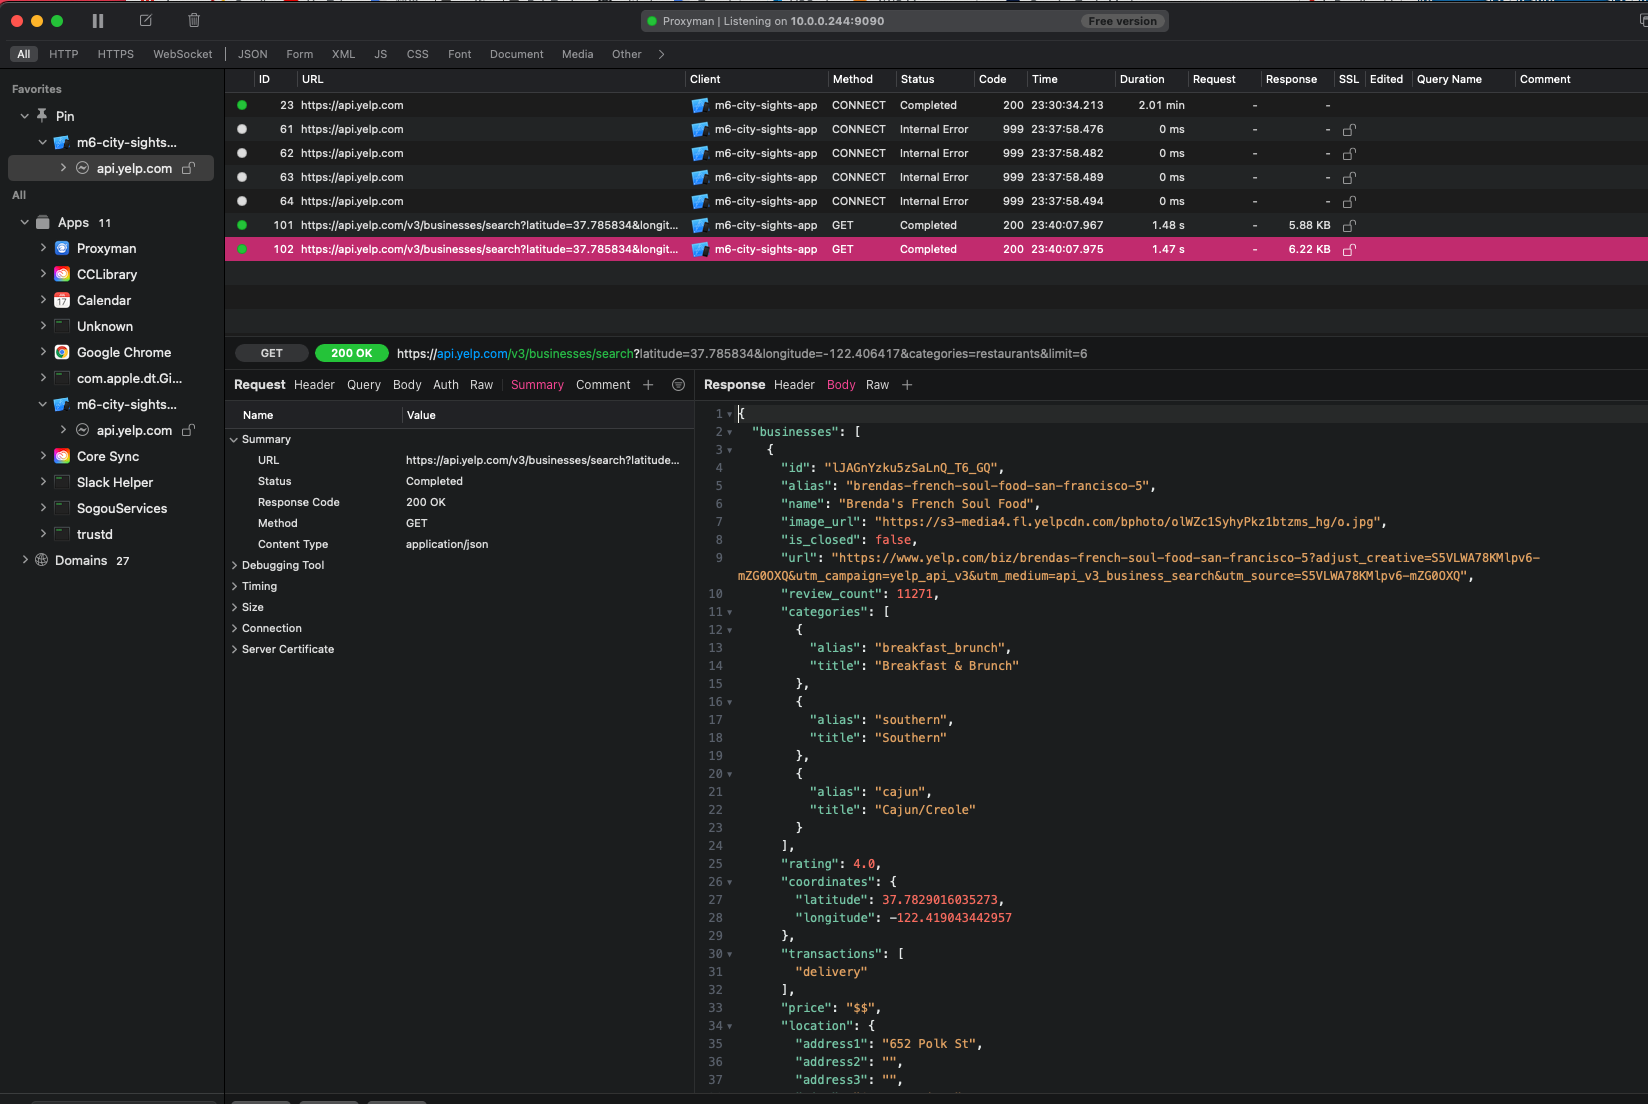 Proxyman | Listening on 10.0.0.244:9090 Free version
All HTTP HTTPS WebSocket JSON Form XML JS CSS Font Document Media Other
Favorites
Pin
m6-city-sights...
api.yelp.com
All
Apps 11
Proxyman
CCLibrary
17 Calendar
Unknown
Google Chrome
com.apple.dt.Gi...
m6-city-sights...
api.yelp.com
Core Sync
Slack Helper
SogouServices
trustd
Domains 27
ID URL Client Method Status Code Time Duration Request Response SSL Edited Query Name Comment
23 https://api.yelp.com m6-city-sights-app CONNECT Completed 200 23:30:34.213 2.01 min - -
61 https://api.yelp.com m6-city-sights-app CONNECT Internal Error 999 23:37:58.476 0 ms - -
62 https://api.yelp.com m6-city-sights-app CONNECT Internal Error 999 23:37:58.482 0 ms - -
63 https://api.yelp.com m6-city-sights-app CONNECT Internal Error 999 23:37:58.489 0 ms - -
64 https://api.yelp.com m6-city-sights-app CONNECT Internal Error 999 23:37:58.494 0 ms - -
101 https://api.yelp.com/v3/businesses/search?latitude=37.785834&longit... m6-city-sights-app GET Completed 200 23:40:07.967 1.48 s - 5.88 KB
102 https://api.yelp.com/v3/businesses/search?latitude=37.785834&longit... m6-city-sights-app GET Completed 200 23:40:07.975 1.47 s - 6.22 KB
GET 200 OK https://api.yelp.com/v3/businesses/search?latitude=37.785834&longitude=-122.406417&categories=restaurants&limit=6
Request Header Query Body Auth Raw Summary Comment +
Name Value
Summary
URL https://api.yelp.com/v3/businesses/search?latitude...
Status Completed
Response Code 200 OK
Method GET
Content Type application/json
Debugging Tool
Timing
Size
Connection
Server Certificate
Response Header Body Raw +
1 {
2 "businesses": [
3 {
4 "id": "lJAGnYzku5zSaLnQ_T6_GQ",
5 "alias": "brendas-french-soul-food-san-francisco-5",
6 "name": "Brenda's French Soul Food",
7 "image_url": "https://s3-media4.fl.yelpcdn.com/bphoto/olWZc1SyhyPkz1btzms_hg/o.jpg",
8 "is_closed": false,
9 "url": "https://www.yelp.com/biz/brendas-french-soul-food-san-francisco-5?adjust_creative=S5VLWA78KMlpv6-
mZG0OXQ&utm_campaign=yelp_api_v3&utm_medium=api_v3_business_search&utm_source=S5VLWA78KMlpv6-mZG0OXQ",
10 "review_count": 11271,
11 "categories": [
12 {
13 "alias": "breakfast_brunch",
14 "title": "Breakfast & Brunch"
15 },
16 {
17 "alias": "southern",
18 "title": "Southern"
19 },
20 {
21 "alias": "cajun",
22 "title": "Cajun/Creole"
23 }
24 ],
25 "rating": 4.0,
26 "coordinates": {
27 "latitude": 37.7829016035273,
28 "longitude": -122.419043442957
29 },
30 "transactions": [
31 "delivery"
32 ],
33 "price": "$$",
34 "location": {
35 "address1": "652 Polk St",
36 "address2": "",
37 "address3": "",